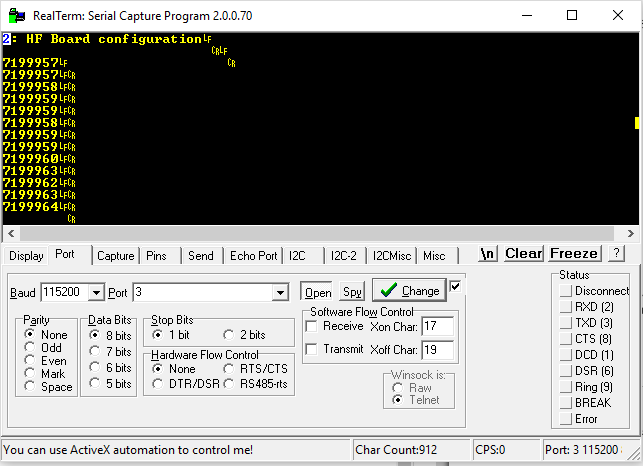 RealTerm: Serial Capture Program 2.0.0.70
2: HF Board configurationLF
CRLF
7199957LF CR
7199957LFCR
7199958LFCR
7199959LFCR
7199959LFCR
7199958LFCR
7199959LFCR
7199959LFCR
7199960LFCR
7199963LFCR
7199962LFCR
7199963LFCR
7199964LFCR
CR
Display Port Capture Pins Send Echo Port I2C I2C-2 I2CMisc Misc \n Clear Freeze ?
Baud 115200 Port 3 Open Spy Change
Parity
None
Odd
Even
Mark
Space
Data Bits
8 bits
7 bits
6 bits
5 bits
Stop Bits
1 bit 2 bits
Hardware Flow Control
None RTS/CTS
DTR/DSR RS485-rts
Software Flow Control
Receive Xon Char: 17
Transmit Xoff Char: 19
Winsock is:
Raw
Telnet
Status
Disconnect
RXD (2)
TXD (3)
CTS (8)
DCD (1)
DSR (6)
Ring (9)
BREAK
Error
You can use ActiveX automation to control me! Char Count:912 CPS:0 Port: 3 115200